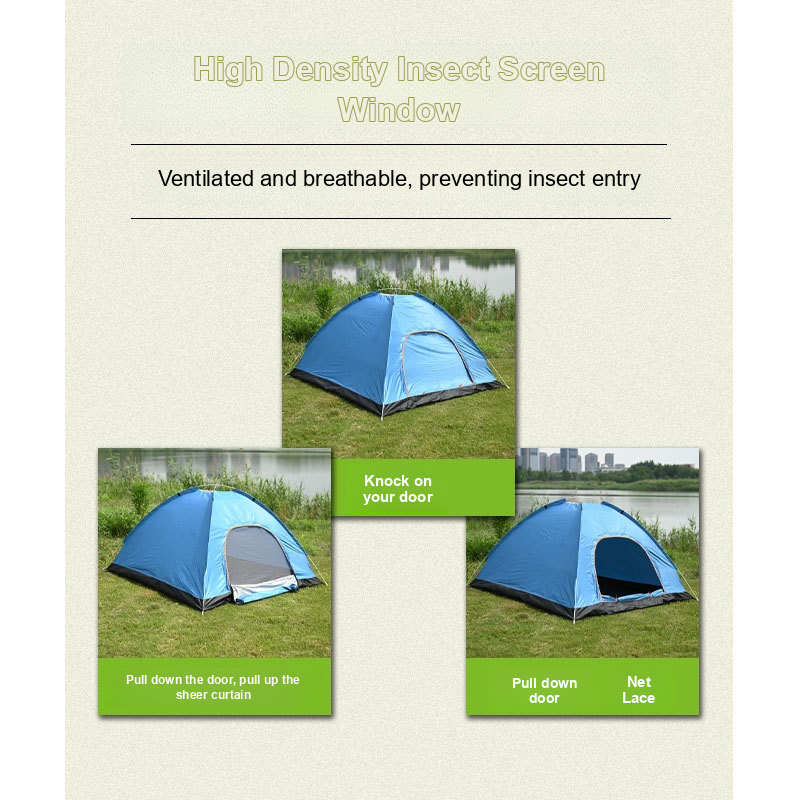 High Density Insect Screen
Window
Ventilated and breathable, preventing insect entry
Knock on
your door
Pull down the door, pull up the
sheer curtain
Pull down
door
Net
Lace